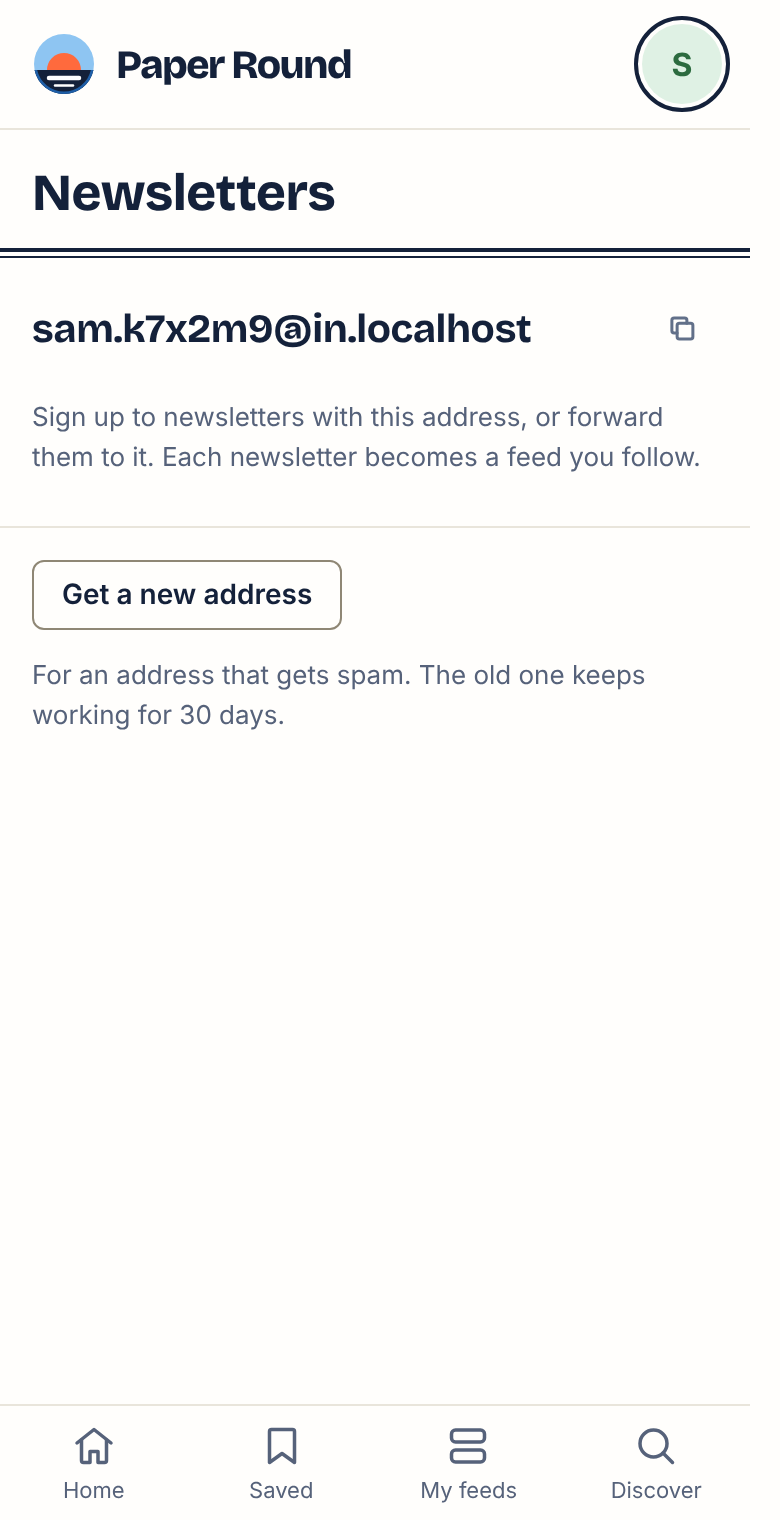 Paper Round
S
Newsletters
sam.k7x2m9@in.localhost
Sign up to newsletters with this address, or forward
them to it. Each newsletter becomes a feed you follow.
Get a new address
For an address that gets spam. The old one keeps
working for 30 days.
Home
Saved
My feeds
Discover